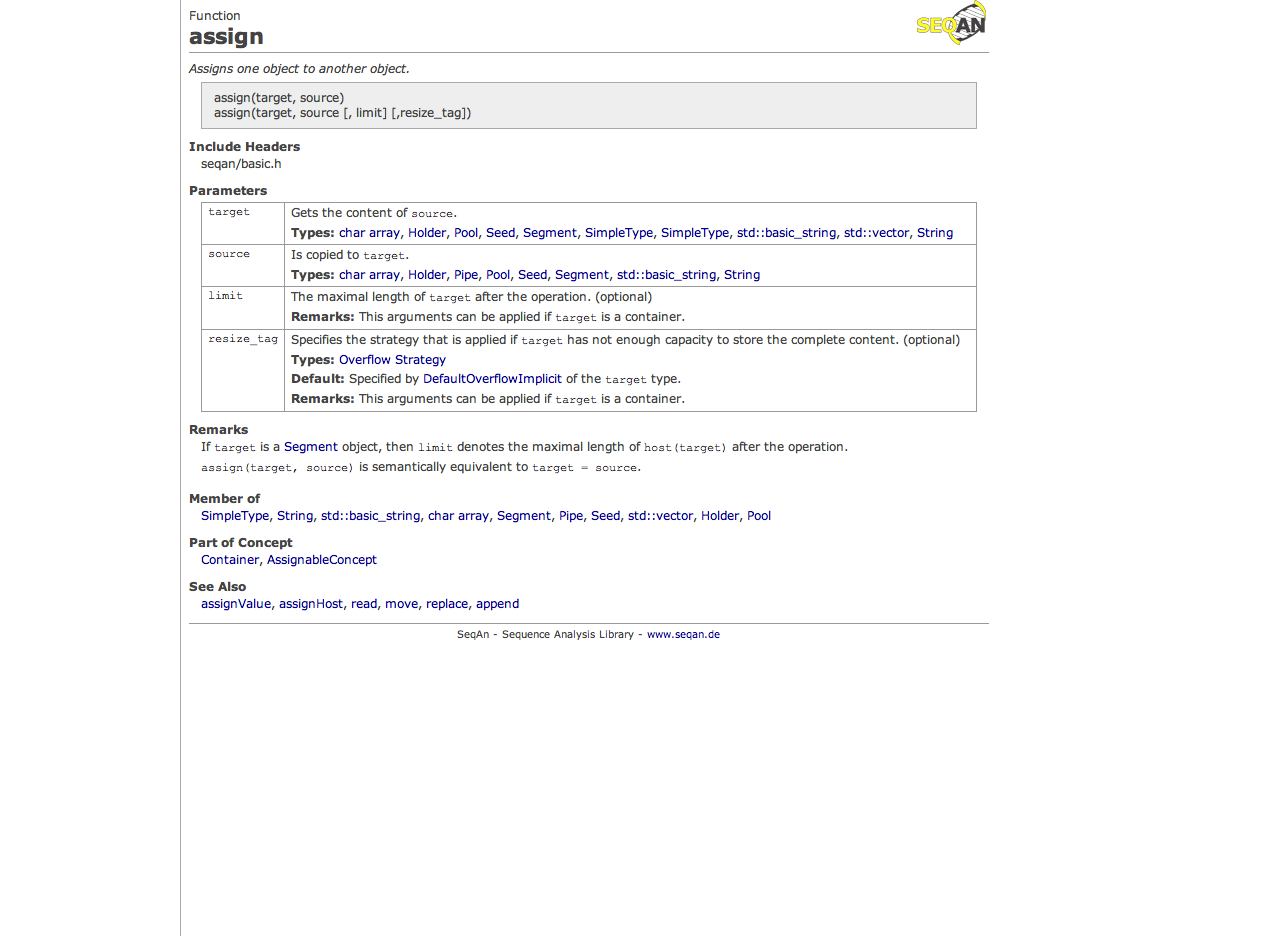 Function
assign
SEQAN
Assigns one object to another object.
assign(target, source)
assign(target, source [, limit] [,resize_tag])
Include Headers
seqan/basic.h
Parameters
target Gets the content of source.
Types: char array, Holder, Pool, Seed, Segment, SimpleType, SimpleType, std::basic_string, std::vector, String
source Is copied to target.
Types: char array, Holder, Pipe, Pool, Seed, Segment, std::basic_string, String
limit The maximal length of target after the operation. (optional)
Remarks: This arguments can be applied if target is a container.
resize_tag Specifies the strategy that is applied if target has not enough capacity to store the complete content. (optional)
Types: Overflow Strategy
Default: Specified by DefaultOverflowImplicit of the target type.
Remarks: This arguments can be applied if target is a container.
Remarks
If target is a Segment object, then limit denotes the maximal length of host(target) after the operation.
assign(target, source) is semantically equivalent to target = source.
Member of
SimpleType, String, std::basic_string, char array, Segment, Pipe, Seed, std::vector, Holder, Pool
Part of Concept
Container, AssignableConcept
See Also
assignValue, assignHost, read, move, replace, append
SeqAn - Sequence Analysis Library - www.seqan.de